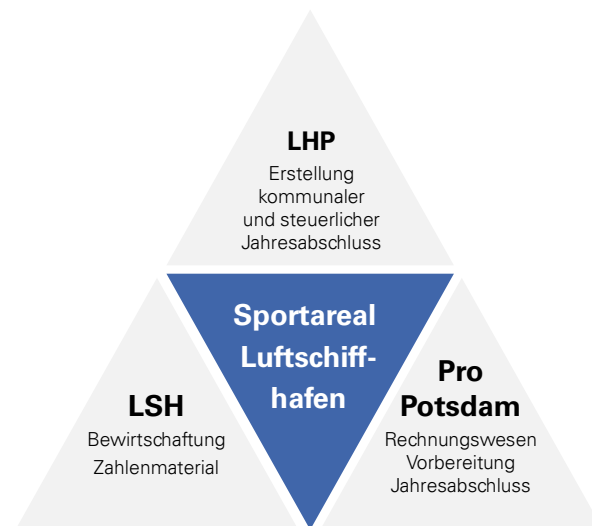 LHP
Erstellung
kommunaler
und steuerlicher
Jahresabschluss
Sportareal
Luftschiff-
hafen
LSH
Bewirtschaftung
Zahlenmaterial
Pro
Potsdam
Rechnungswesen
Vorbereitung
Jahresabschluss